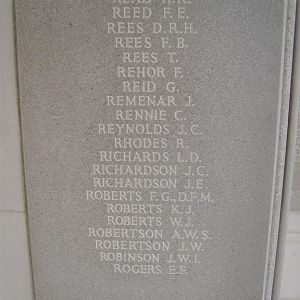 READ H.R.
REED F. E.
REES D. R. H.
REES F. B.
REES T.
REHOR F.
REID G.
REMENAR J.
RENNIE C.
REYNOLDS J. C.
RHODES R.
RICHARDS L. D.
RICHARDSON J. C.
RICHARDSON J. E.
ROBERTS F. G., D.F.M.
ROBERTS K. J.
ROBERTS W. J.
ROBERTSON A. W. S.
ROBERTSON J. W.
ROBINSON J. W. I.
ROGERS E. F.